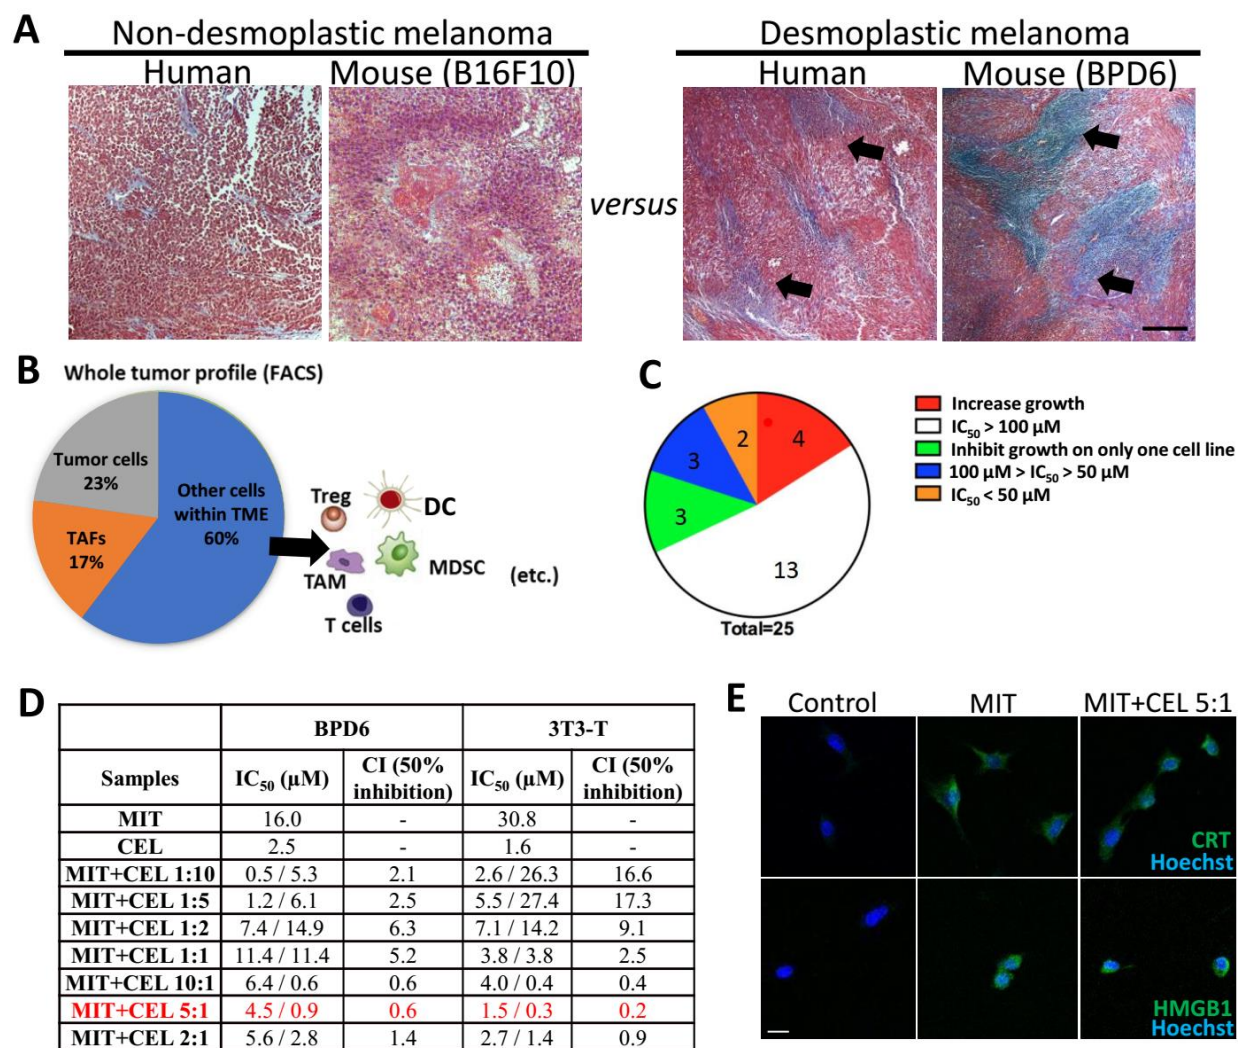 A
Non-desmoplastic melanoma
Desmoplastic melanoma
Human
Mouse (B16F10)
Human
Mouse (BPD6)
versus
B
Whole tumor profile (FACS)
Tumor cells
23%
TAFs
17%
Other cells
within TME
60%
Treg
DC
TAM
MDSC
(etc.)
T cells
C
4
13
3
3
2
Total=25
Increase growth
IC50 > 100 µM
Inhibit growth on only one cell line
100 µM > IC50 > 50 µM
IC50 < 50 µM
D
BPD6 3T3-T
Samples IC50 (µM) CI (50% inhibition) IC50 (µM) CI (50% inhibition)
MIT 16.0 - 30.8 -
CEL 2.5 - 1.6 -
MIT+CEL 1:10 0.5 / 5.3 2.1 2.6 / 26.3 16.6
MIT+CEL 1:5 1.2 / 6.1 2.5 5.5 / 27.4 17.3
MIT+CEL 1:2 7.4 / 14.9 6.3 7.1 / 14.2 9.1
MIT+CEL 1:1 11.4 / 11.4 5.2 3.8 / 3.8 2.5
MIT+CEL 10:1 6.4 / 0.6 0.6 4.0 / 0.4 0.4
MIT+CEL 5:1 4.5 / 0.9 0.6 1.5 / 0.3 0.2
MIT+CEL 2:1 5.6 / 2.8 1.4 2.7 / 1.4 0.9
E
Control
MIT
MIT+CEL 5:1
CRT
Hoechst
HMGB1
Hoechst